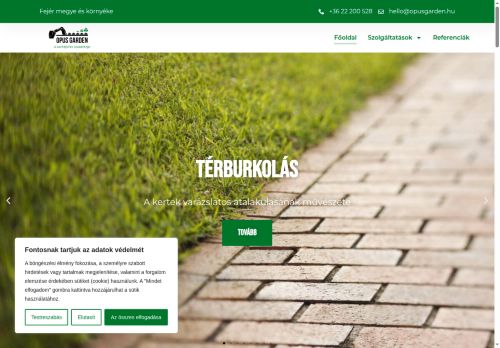 Fejér megye és környéke
+36 22 200 528
hello@opusgarden.hu
OPUS GARDEN
Főoldal
Szolgáltatások
Referenciák
TÉRBURKOLÁS
A kertek varázslatos átalakulásának művészete
TOVÁBB
Fontosnak tartjuk az adatok védelmét
A böngészési élmény fokozása, a személyre szabott
hirdetések vagy tartalmak megjelenítése, valamint a forgalom
elemzése érdekében sütiket (cookie) használunk. A "Mindet
elfogadom" gombra kattintva hozzájárulhat a sütik
használatához.
Testreszabás
Elutasít
Az összes elfogadása